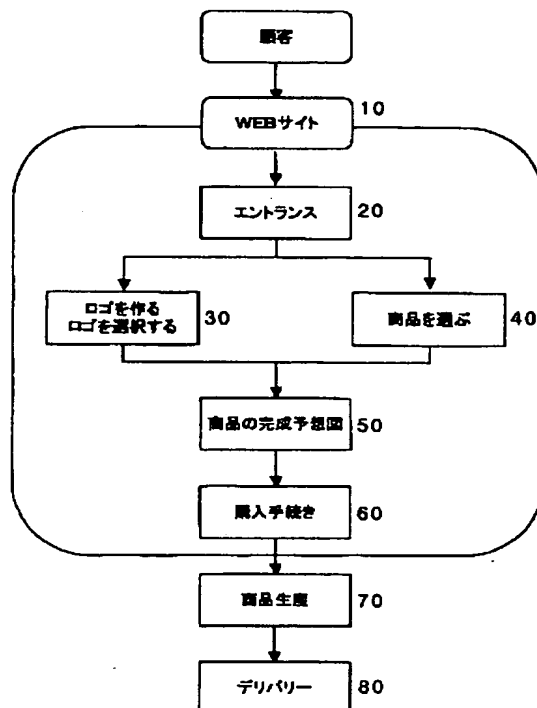 顧客
WEBサイト
10
エントランス
20
ロゴを作る
ロゴを選択する
30
商品を選ぶ
40
商品の完成予想図
50
購入手続き
60
商品生産
70
デリバリー
80